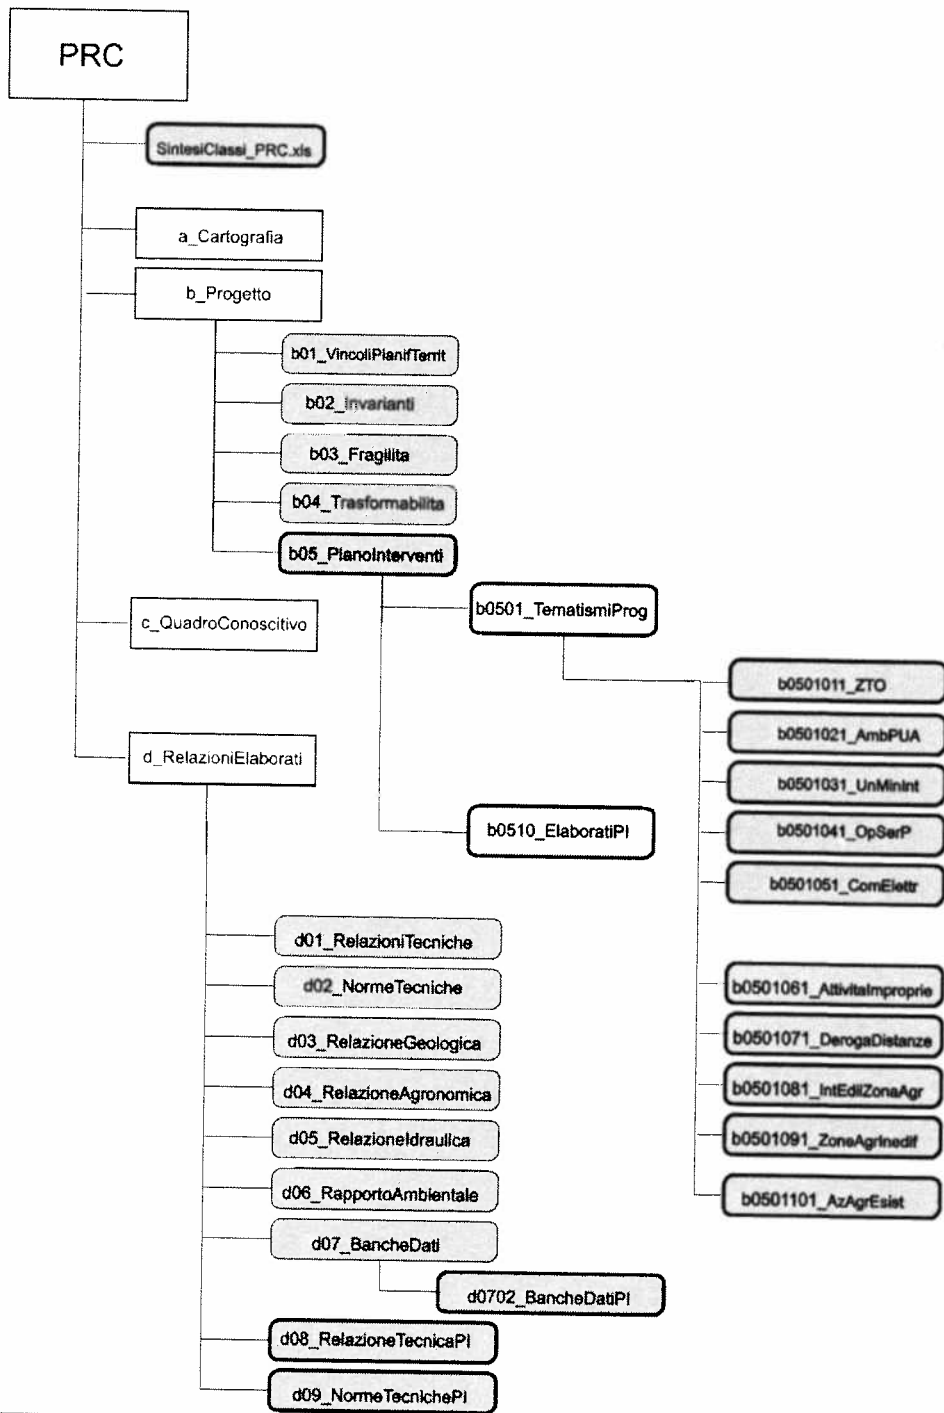 PRC
SintesiClassi_PRC.xls
a_Cartografia
b_Progetto
b01_VincoliPianifTerrit
b02_Invarianti
b03_Fragilita
b04_Trasformabilita
b05_PianoInterventi
b0501_TematismiProg
c_QuadroConoscitivo
b0501011_ZTO
b0501021_AmbPUA
d_RelazioniElaborati
b0501031_UnMinInt
b0510_ElaboratiPI
b0501041_OpSerP
b0501051_ComElettr
d01_RelazioniTecniche
d02_NormeTecniche
b0501061_AttivitaImproprie
d03_RelazioneGeologica
b0501071_DerogaDistanze
d04_RelazioneAgronomica
b0501081_IntEdilZonaAgr
d05_RelazioneIdraulica
b0501091_ZoneAgrInedif
d06_RapportoAmbientale
b0501101_AzAgrEsist
d07_BancheDati
d0702_BancheDatiPI
d08_RelazioneTecnicaPI
d09_NormeTecnichePI